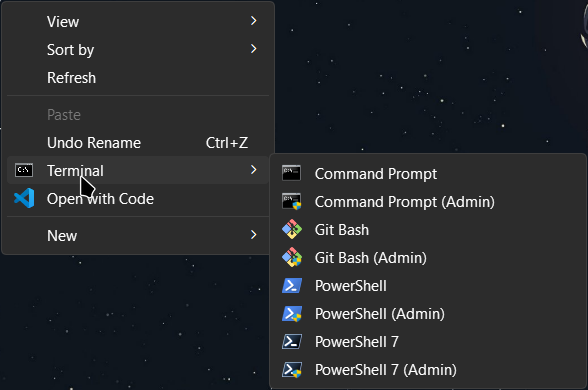 View
Sort by
Refresh
Paste
Undo Rename Ctrl+Z
Terminal
Open with Code
New
Command Prompt
Command Prompt (Admin)
Git Bash
Git Bash (Admin)
PowerShell
PowerShell (Admin)
PowerShell 7
PowerShell 7 (Admin)